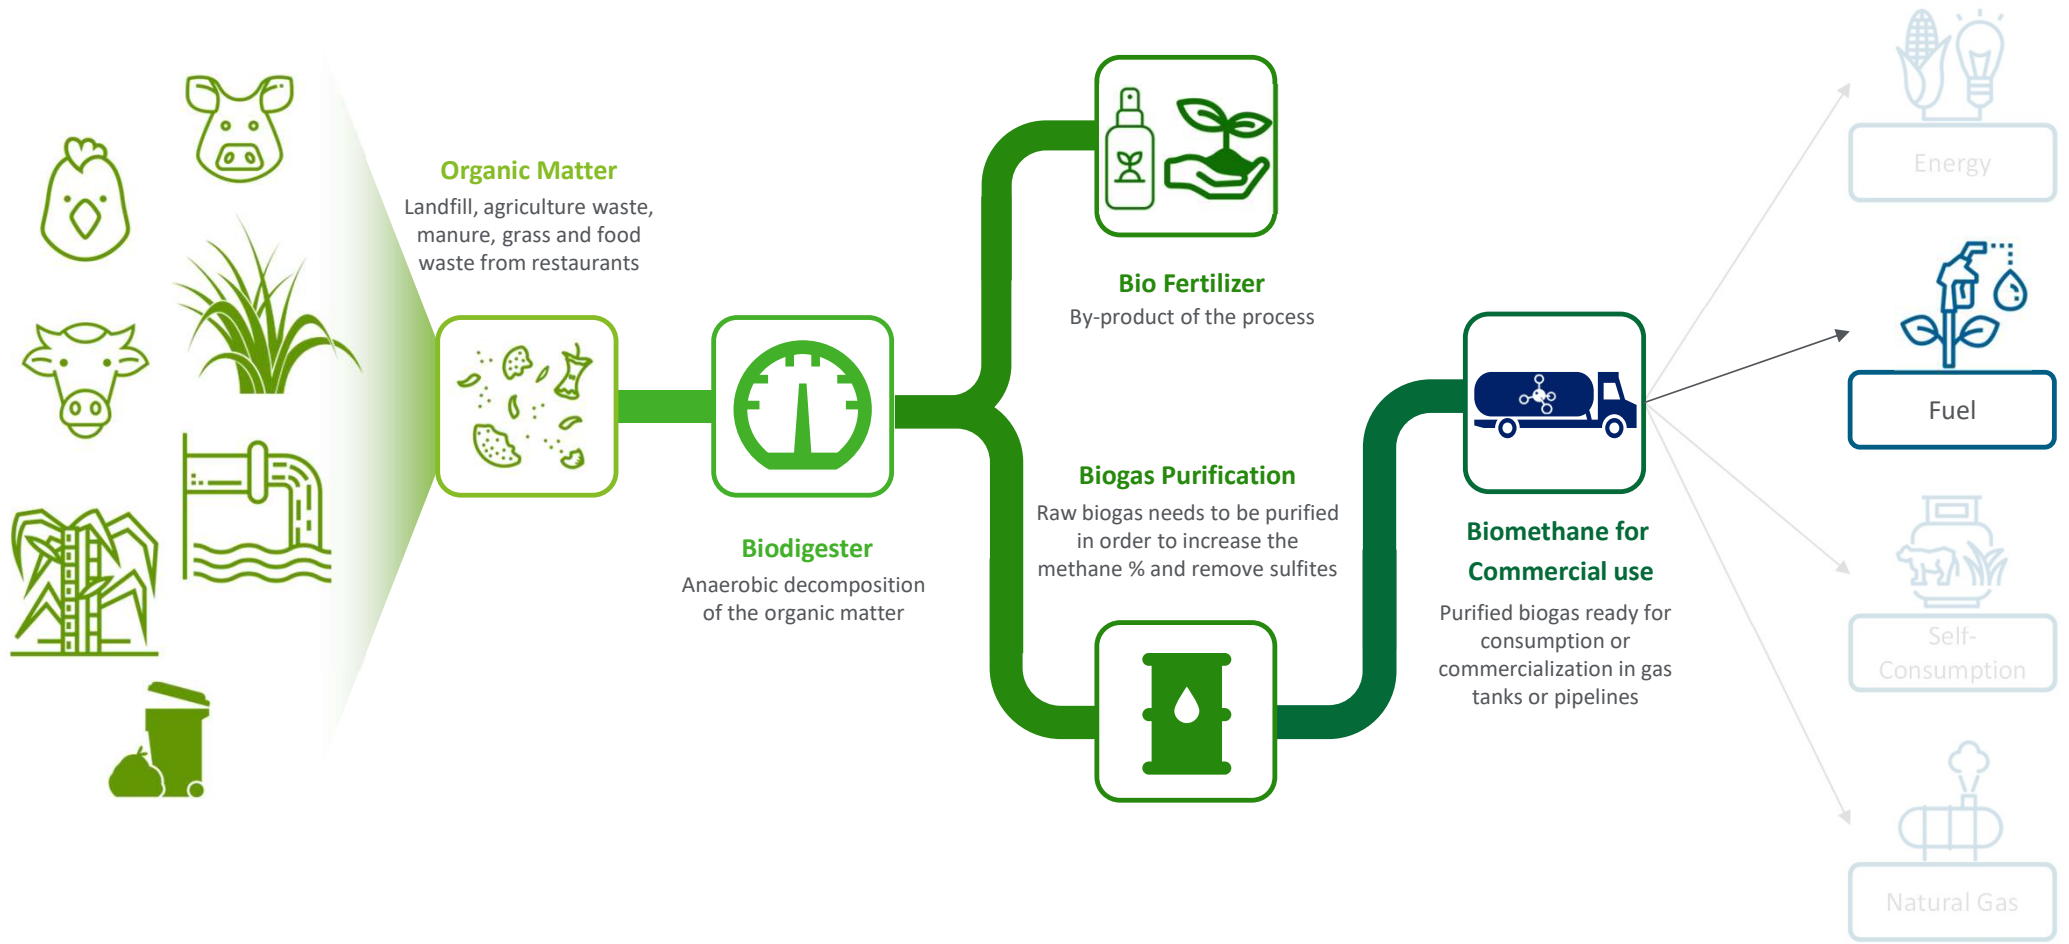 Organic Matter
Landfill, agriculture waste,
manure, grass and food
waste from restaurants
Biodigester
Anaerobic decomposition
of the organic matter
Bio Fertilizer
By-product of the process
Biogas Purification
Raw biogas needs to be purified
in order to increase the
methane % and remove sulfites
Biomethane for
Commercial use
Purified biogas ready for
consumption or
commercialization in gas
tanks or pipelines
Energy
Fuel
Self-
Consumption
Natural Gas